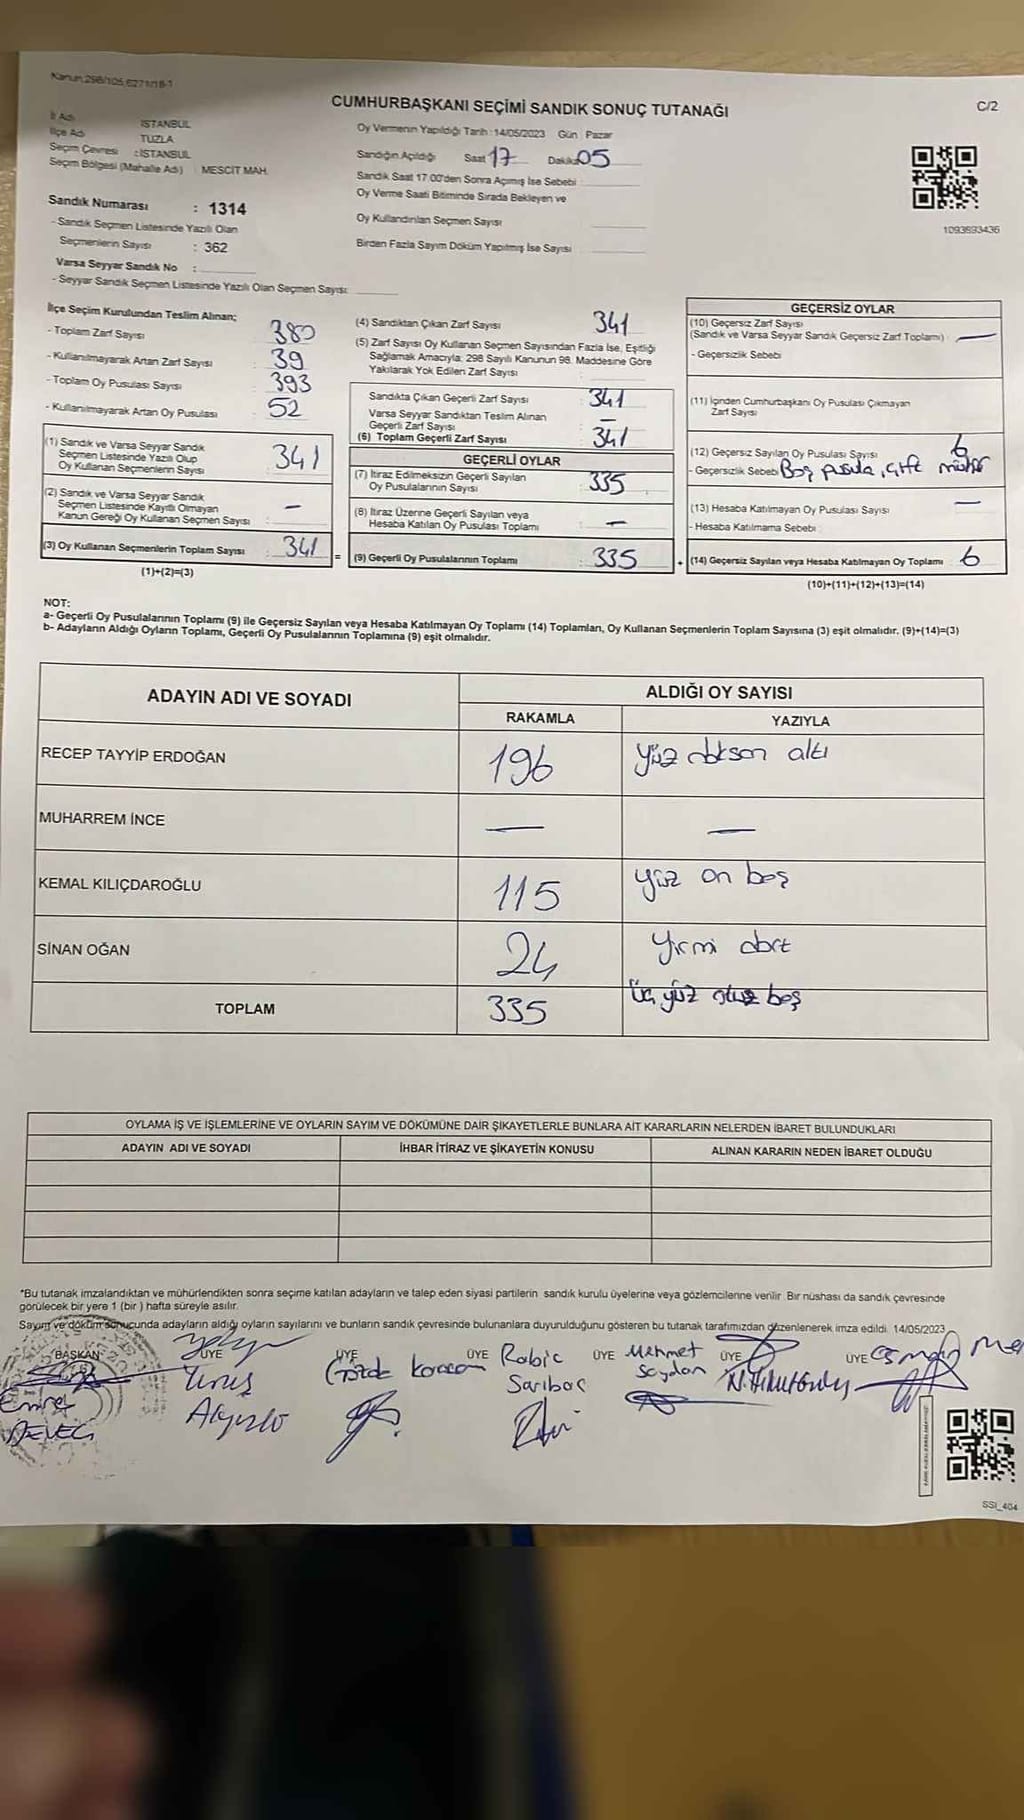 Kanun,298/105,6271/18-1
CUMHURBAŞKANI SEÇİMİ SANDIK SONUÇ TUTANAĞI
C/2
İl Adı İSTANBUL
İlçe Adı TUZLA
Seçim Çevresi : İSTANBUL
Seçim Bölgesi (Mahalle Adı) : MESCİT MAH.
Sandık Numarası : 1314
- Sandık Seçmen Listesinde Yazılı Olan
Seçmenlerin Sayısı : 362
Varsa Seyyar Sandık No :
- Seyyar Sandık Seçmen Listesinde Yazılı Olan Seçmen Sayısı:
Oy Vermenin Yapıldığı Tarih : 14/05/2023 Gün Pazar
Sandığın Açıldığı Saat 17 Dakika 05
Sandık Saat 17:00'den Sonra Açılmış İse Sebebi :
Oy Verme Saati Bitiminde Sırada Bekleyen ve
Oy Kullandırılan Seçmen Sayısı
Birden Fazla Sayım Döküm Yapılmış İse Sayısı :
1093693436
İlçe Seçim Kurulundan Teslim Alınan;
- Toplam Zarf Sayısı : 380
- Kullanılmayarak Artan Zarf Sayısı : 39
- Toplam Oy Pusulası Sayısı : 393
- Kullanılmayarak Artan Oy Pusulası : 52
(1) Sandık ve Varsa Seyyar Sandık
Seçmen Listesinde Yazılı Olup
Oy Kullanan Seçmenlerin Sayısı : 341
(2) Sandık ve Varsa Seyyar Sandık
Seçmen Listesinde Kayıtlı Olmayan
Kanun Gereği Oy Kullanan Seçmen Sayısı : —
(3) Oy Kullanan Seçmenlerin Toplam Sayısı : 341 =
(1)+(2)=(3)
(4) Sandıktan Çıkan Zarf Sayısı : 341
(5) Zarf Sayısı Oy Kullanan Seçmen Sayısından Fazla İse, Eşitliği
Sağlamak Amacıyla; 298 Sayılı Kanunun 98. Maddesine Göre
Yakılarak Yok Edilen Zarf Sayısı :
Sandıkta Çıkan Geçerli Zarf Sayısı : 341
Varsa Seyyar Sandıktan Teslim Alınan
Geçerli Zarf Sayısı : —
(6) Toplam Geçerli Zarf Sayısı : 341
GEÇERLİ OYLAR
(7) İtiraz Edilmeksizin Geçerli Sayılan
Oy Pusulalarının Sayısı : 335
(8) İtiraz Üzerine Geçerli Sayılan veya
Hesaba Katılan Oy Pusulası Toplamı : —
(9) Geçerli Oy Pusulalarının Toplamı : 335 +
GEÇERSİZ OYLAR
(10) Geçersiz Zarf Sayısı
(Sandık ve Varsa Seyyar Sandık Geçersiz Zarf Toplamı) : —
- Geçersizlik Sebebi
(11) İçinden Cumhurbaşkanı Oy Pusulası Çıkmayan
Zarf Sayısı
(12) Geçersiz Sayılan Oy Pusulası Sayısı : 6
- Geçersizlik Sebebi Boş pusula, çift mühür
(13) Hesaba Katılmayan Oy Pusulası Sayısı —
- Hesaba Katılmama Sebebi :
(14) Geçersiz Sayılan veya Hesaba Katılmayan Oy Toplamı : 6
(10)+(11)+(12)+(13)=(14)
NOT:
a- Geçerli Oy Pusulalarının Toplamı (9) ile Geçersiz Sayılan veya Hesaba Katılmayan Oy Toplamı (14) Toplamları, Oy Kullanan Seçmenlerin Toplam Sayısına (3) eşit olmalıdır. (9)+(14)=(3)
b- Adayların Aldığı Oyların Toplamı, Geçerli Oy Pusulalarının Toplamına (9) eşit olmalıdır.
ADAYIN ADI VE SOYADI ALDIĞI OY SAYISI
RAKAMLA YAZIYLA
RECEP TAYYİP ERDOĞAN 196 yüz doksan altı
MUHARREM İNCE — —
KEMAL KILIÇDAROĞLU 115 yüz on beş
SİNAN OĞAN 24 yirmi dört
TOPLAM 335 üç yüz otuz beş
OYLAMA İŞ VE İŞLEMLERİNE VE OYLARIN SAYIM VE DÖKÜMÜNE DAİR ŞİKAYETLERLE BUNLARA AİT KARARLARIN NELERDEN İBARET BULUNDUKLARI
ADAYIN ADI VE SOYADI İHBAR İTİRAZ VE ŞİKAYETİN KONUSU ALINAN KARARIN NEDEN İBARET OLDUĞU
*Bu tutanak imzalandıktan ve mühürlendikten sonra seçime katılan adayların ve talep eden siyasi partilerin sandık kurulu üyelerine veya gözlemcilerine verilir. Bir nüshası da sandık çevresinde
görülecek bir yere 1 (bir ) hafta süreyle asılır.
Sayım ve döküm sonucunda adayların aldığı oyların sayılarını ve bunların sandık çevresinde bulunanlara duyurulduğunu gösteren bu tutanak tarafımızdan düzenlenerek imza edildi. 14/05/2023
BAŞKAN ÜYE ÜYE ÜYE ÜYE ÜYE ÜYE
Yunus
Gözde
Rabia
Mehmet
Osman
SSI_404